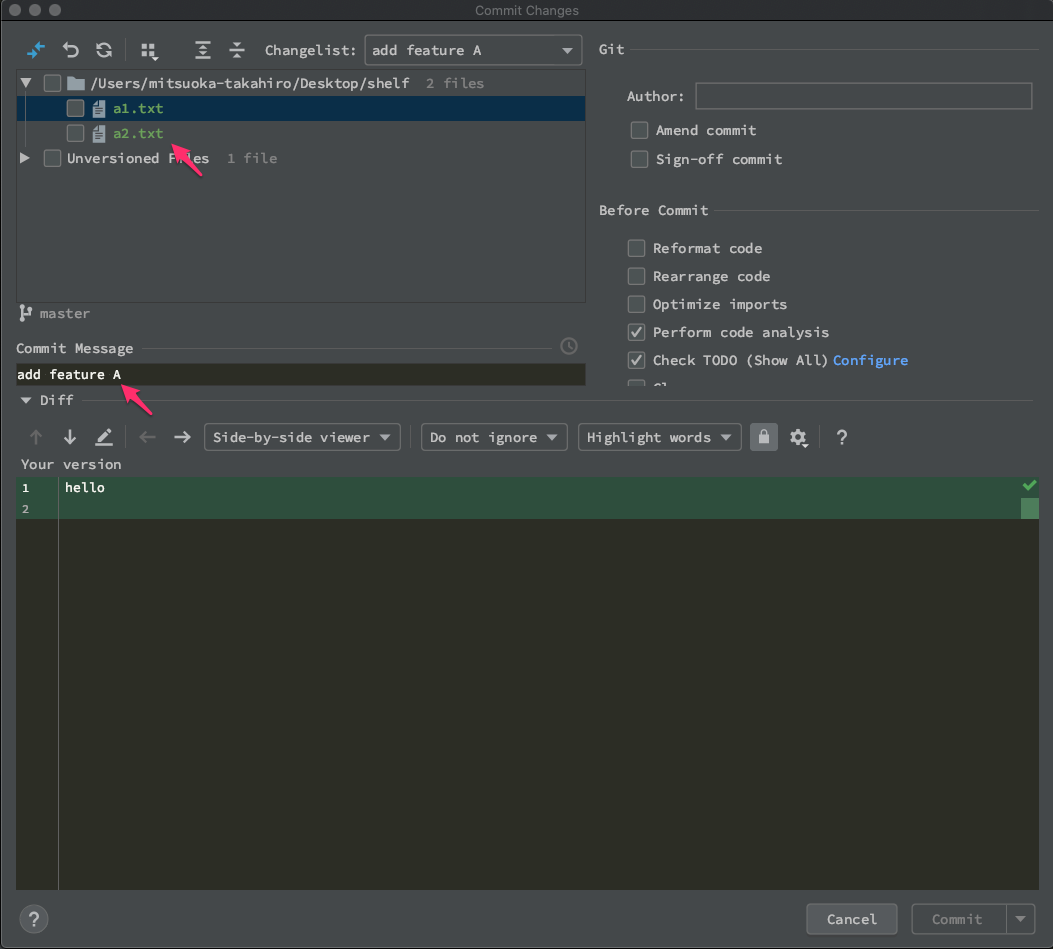 Commit Changes
Changelist: add feature A
/Users/mitsuoka-takahiro/Desktop/shelf 2 files
a1.txt
a2.txt
Unversioned Files 1 file
master
Commit Message
add feature A
Git
Author:
Amend commit
Sign-off commit
Before Commit
Reformat code
Rearrange code
Optimize imports
Perform code analysis
Check TODO (Show All) Configure
Diff
Side-by-side viewer Do not ignore Highlight words ?
Your version
1 hello
2
? Cancel Commit